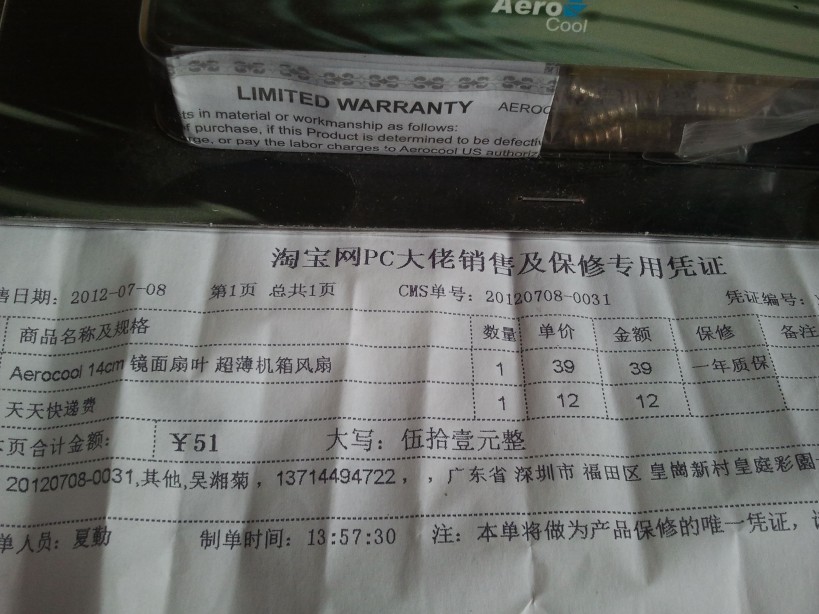 Aero
Cool
LIMITED WARRANTY AEROC
ts in material or workmanship as follows:
f purchase, if this Product is determined to be defecti
rge, or pay the labor charges to Aerocool US authoriz
淘宝网PC大佬销售及保修专用凭证
售日期: 2012-07-08 第1页 总共1页 CMS单号: 20120708-0031 凭证编号:
商品名称及规格 数量 单价 金额 保修 备注
Aerocool 14cm 镜面扇叶 超薄机箱风扇 1 39 39 一年质保
天天快递费 1 12 12
本页合计金额: ￥51 大写: 伍拾壹元整
20120708-0031,其他,吴湘菊，13714494722，，广东省 深圳市 福田区 皇崗新村皇庭彩園
单人员: 夏勤 制单时间: 13:57:30 注: 本单将做为产品保修的唯一凭证，